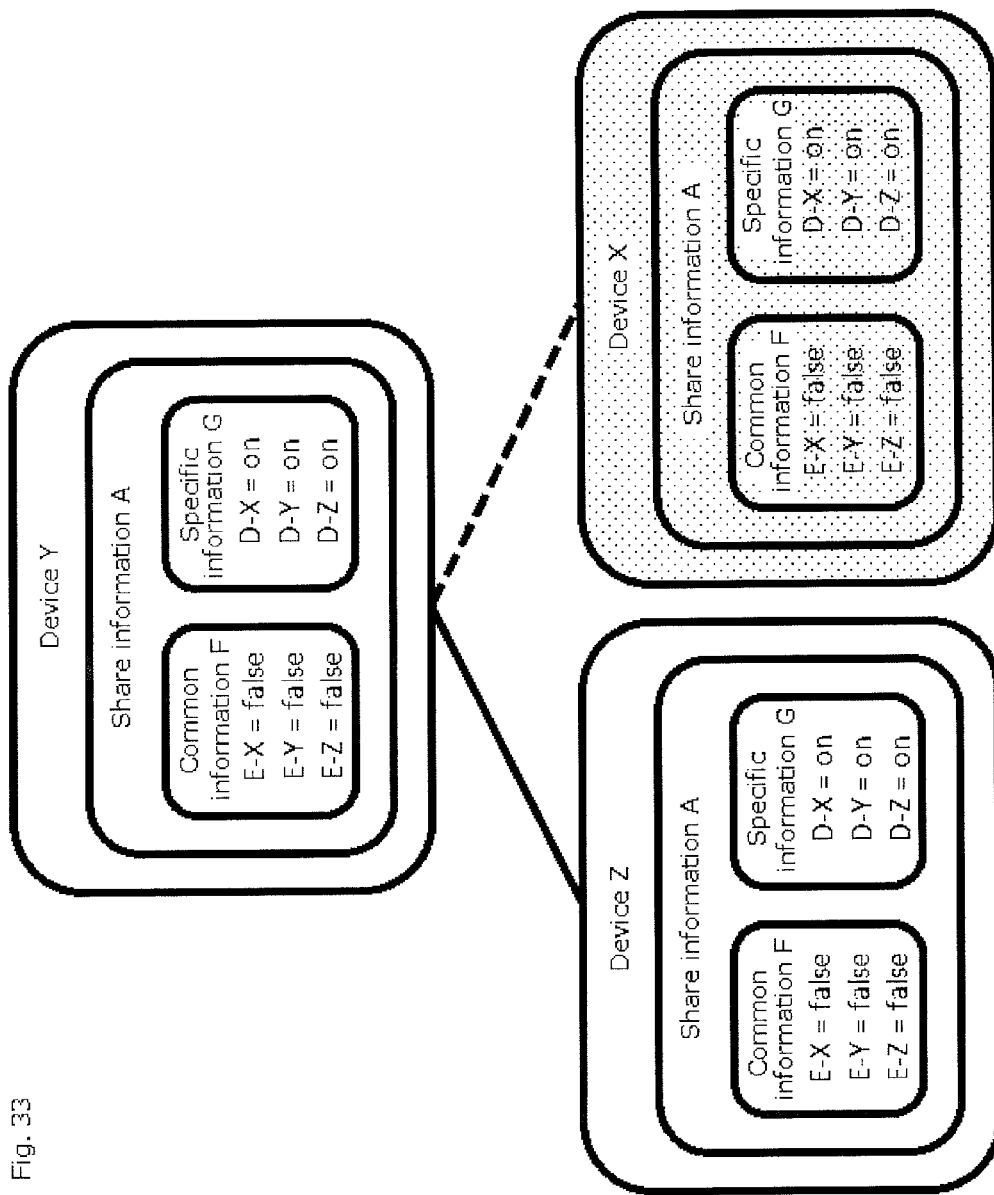 Fig. 33
Device Y
Share information A
Common
information F
E-X = false
E-Y = false
E-Z = false
Specific
information G
D-X = on
D-Y = on
D-Z = on
Device Z
Share information A
Common
information F
E-X = false
E-Y = false
E-Z = false
Specific
information G
D-X = on
D-Y = on
D-Z = on
Device X
Share information A
Common
information F
E-X = false
E-Y = false
E-Z = false
Specific
information G
D-X = on
D-Y = on
D-Z = on